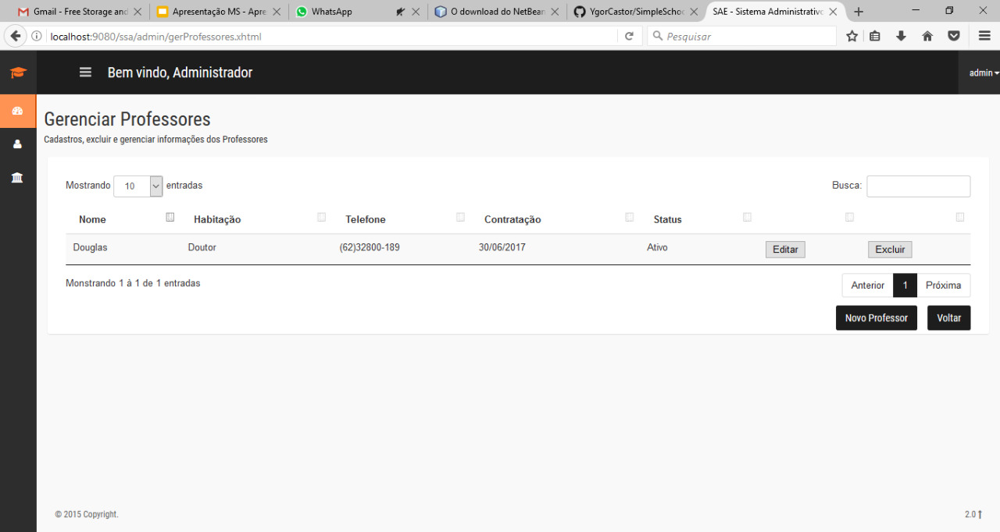 Gmail - Free Storage and
Apresentação MS - Apre
WhatsApp
O download do NetBean
YgorCastor/SimpleSchoo
SAE - Sistema Administrativo
localhost:9080/ssa/admin/gerProfessores.xhtml
Pesquisar
Bem vindo, Administrador
admin
Gerenciar Professores
Cadastros, excluir e gerenciar informações dos Professores
Mostrando 10 entradas
Busca:
Nome Habitação Telefone Contratação Status
Douglas Doutor (62)32800-189 30/06/2017 Ativo Editar Excluir
Monstrando 1 à 1 de 1 entradas
Anterior 1 Próxima
Novo Professor Voltar
© 2015 Copyright.
2.0